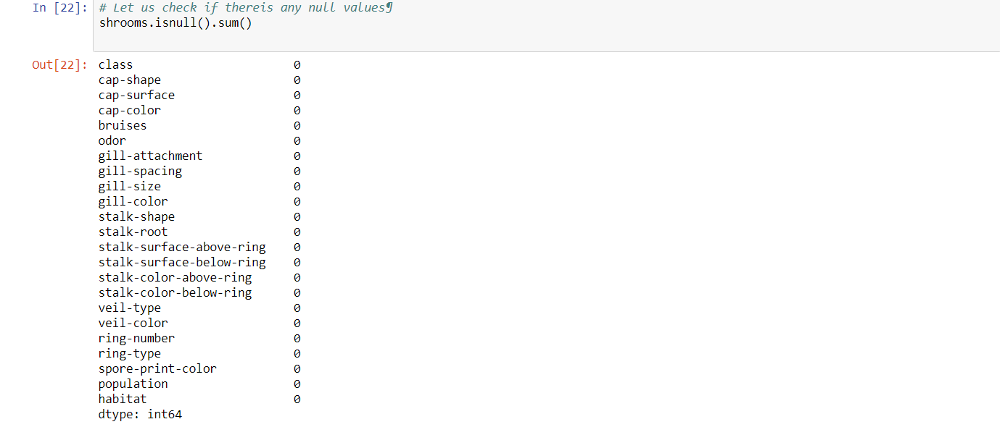 In [22]: # Let us check if thereis any null values¶
shrooms.isnull().sum()
Out[22]: class 0
cap-shape 0
cap-surface 0
cap-color 0
bruises 0
odor 0
gill-attachment 0
gill-spacing 0
gill-size 0
gill-color 0
stalk-shape 0
stalk-root 0
stalk-surface-above-ring 0
stalk-surface-below-ring 0
stalk-color-above-ring 0
stalk-color-below-ring 0
veil-type 0
veil-color 0
ring-number 0
ring-type 0
spore-print-color 0
population 0
habitat 0
dtype: int64